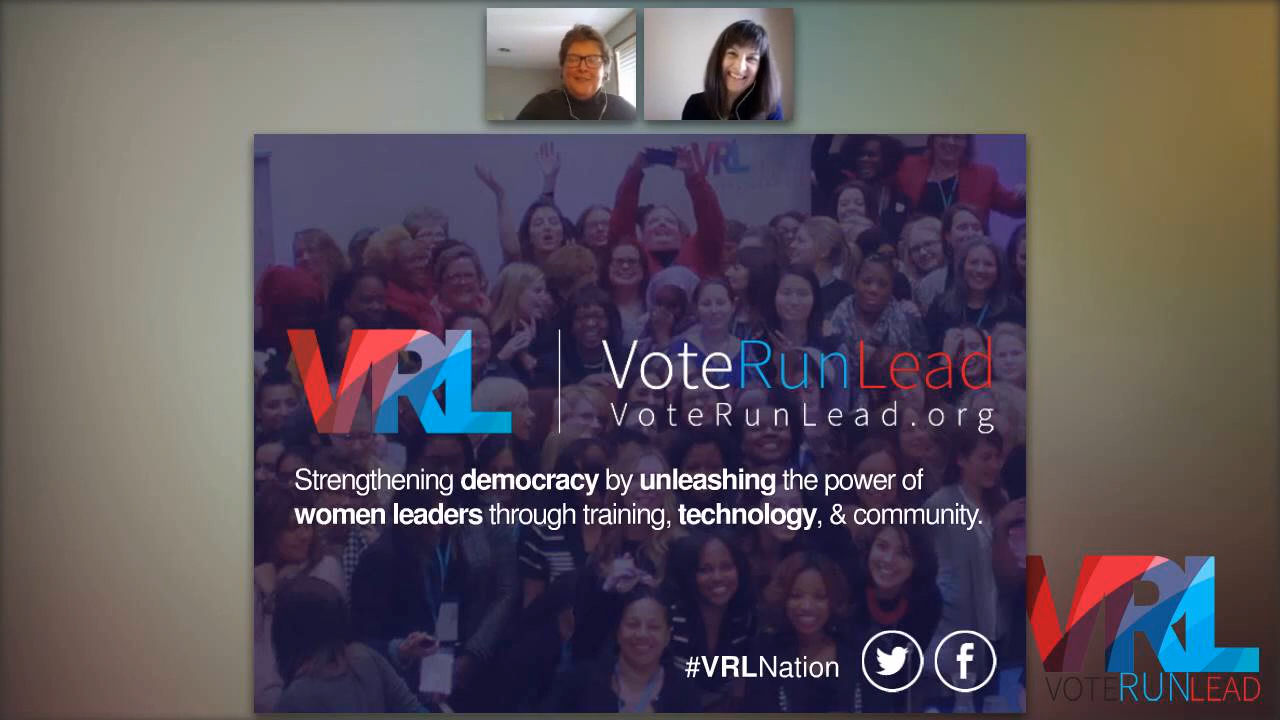 VRL
VRL
VoteRunLead
VoteRunLead.org
Strengthening democracy by unleashing the power of
women leaders through training, technology, & community.
#VRLNation
VRL
VOTERUNLEAD